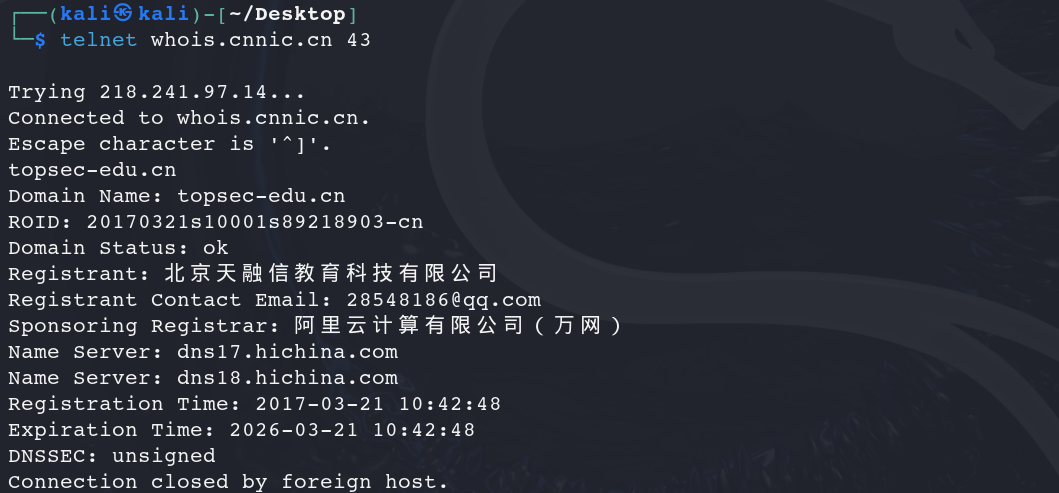 ┌──(kali㉿kali)-[~/Desktop]
└─$ telnet whois.cnnic.cn 43
Trying 218.241.97.14...
Connected to whois.cnnic.cn.
Escape character is '^]'.
topsec-edu.cn
Domain Name: topsec-edu.cn
ROID: 20170321s10001s89218903-cn
Domain Status: ok
Registrant: 北京天融信教育科技有限公司
Registrant Contact Email: 28548186@qq.com
Sponsoring Registrar: 阿里云计算有限公司（万网）
Name Server: dns17.hichina.com
Name Server: dns18.hichina.com
Registration Time: 2017-03-21 10:42:48
Expiration Time: 2026-03-21 10:42:48
DNSSEC: unsigned
Connection closed by foreign host.